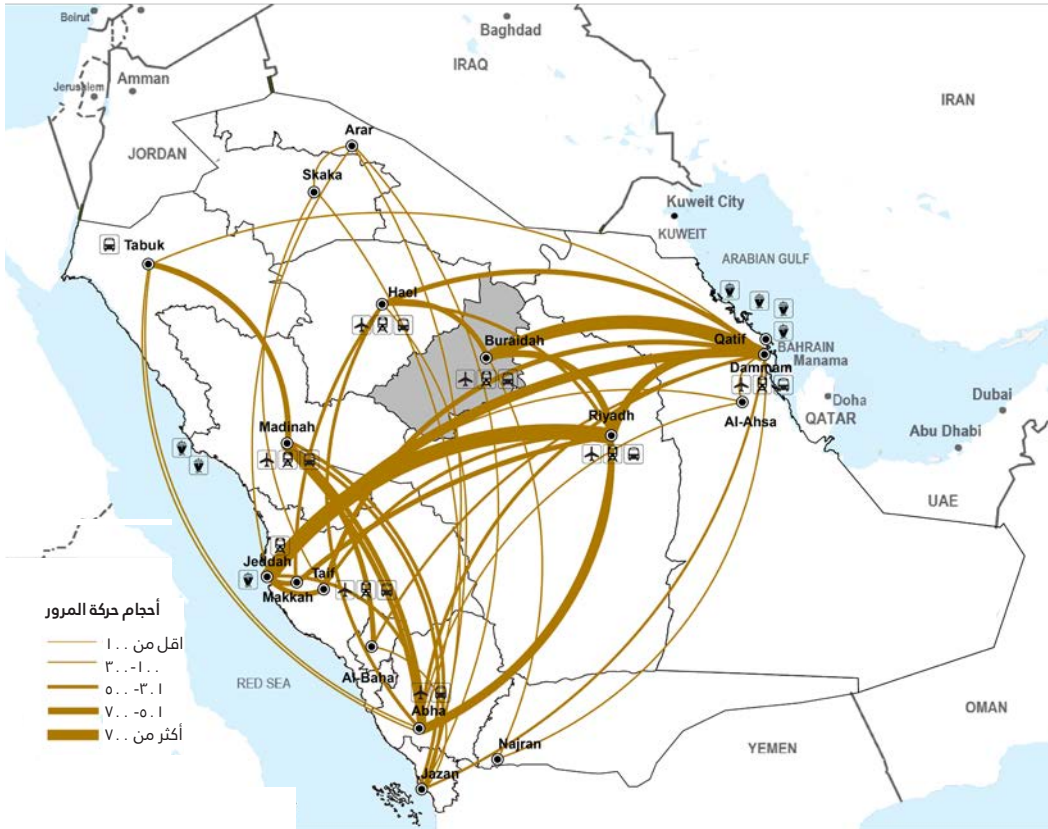 Beirut
Baghdad
IRAQ
Amman
Jerusalem
IRAN
Arar
JORDAN
Skaka
Kuwait City
KUWAIT
Tabuk
ARABIAN GULF
Hael
Qatif
BAHRAIN
Manama
Buraidah
Dammam
Doha
Dubai
Al-Ahsa
QATAR
Riyadh
Madinah
Abu Dhabi
UAE
Jeddah
Taif
Makkah
أحجام حركة المرور
اقل من ١٠٠
١٠٠-٣٠٠
٣٠١-٥٠٠
٥٠١-٧٠٠
أكثر من ٧٠٠
Al-Baha
RED SEA
Abha
OMAN
Najran
YEMEN
Jazan